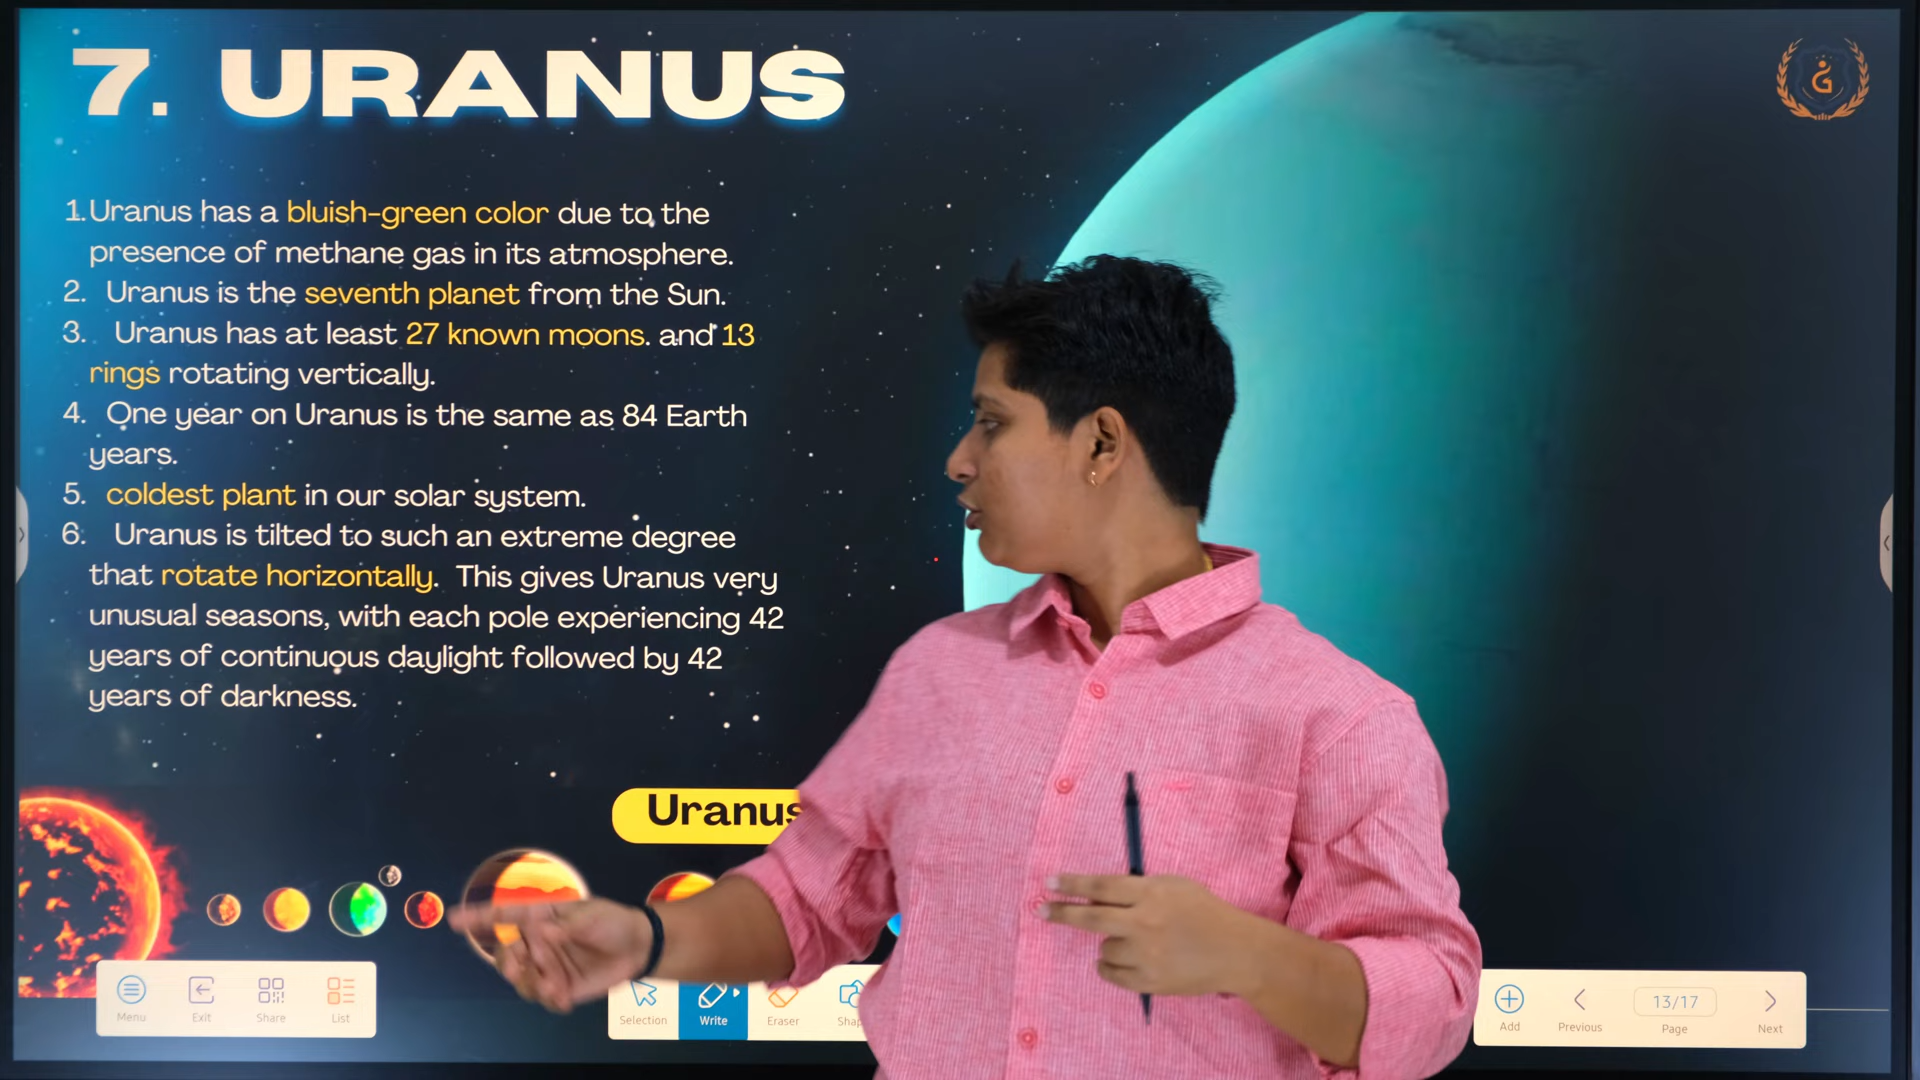 7. URANUS
1. Uranus has a bluish-green color due to the
presence of methane gas in its atmosphere.
2. Uranus is the seventh planet from the Sun.
3. Uranus has at least 27 known moons. and 13
rings rotating vertically.
4. One year on Uranus is the same as 84 Earth
years.
5. coldest plant in our solar system.
6. Uranus is tilted to such an extreme degree
that rotate horizontally. This gives Uranus very
unusual seasons, with each pole experiencing 42
years of continuous daylight followed by 42
years of darkness.
Uranus
Menu Exit Share List
Selection Write Eraser Shap
Add Previous 13/17 Page Next